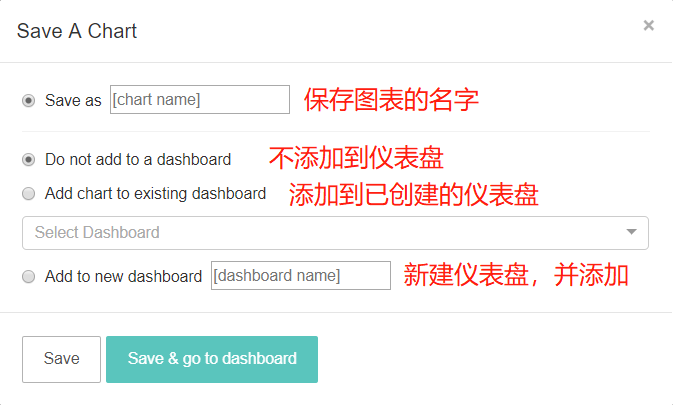 Save A Chart ×
Save as [chart name] 保存图表的名字
Do not add to a dashboard 不添加到仪表盘
Add chart to existing dashboard 添加到已创建的仪表盘
Select Dashboard
Add to new dashboard [dashboard name] 新建仪表盘，并添加
Save Save & go to dashboard